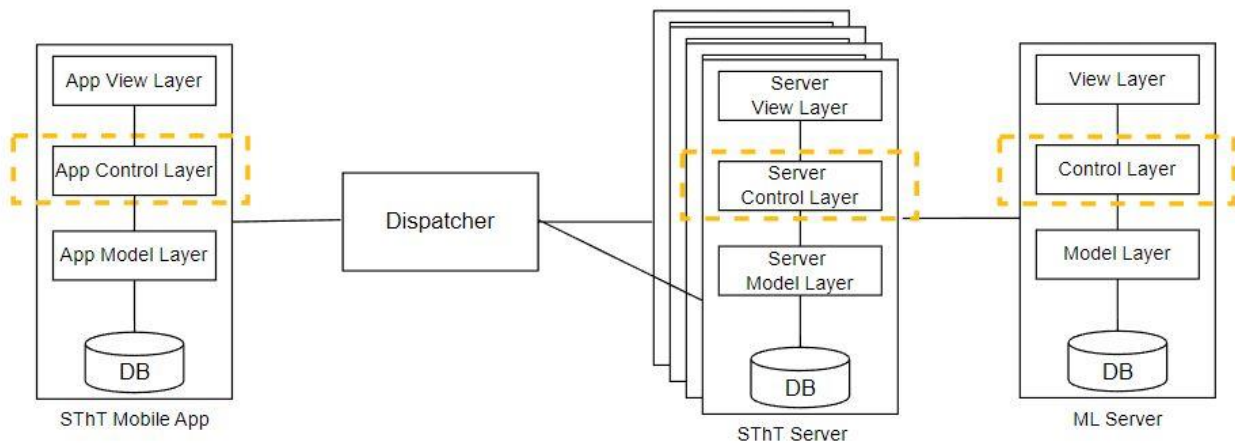 App View Layer
App Control Layer
App Model Layer
DB
SThT Mobile App
Dispatcher
Server
View Layer
Server
Control Layer
Server
Model Layer
DB
SThT Server
View Layer
Control Layer
Model Layer
DB
ML Server